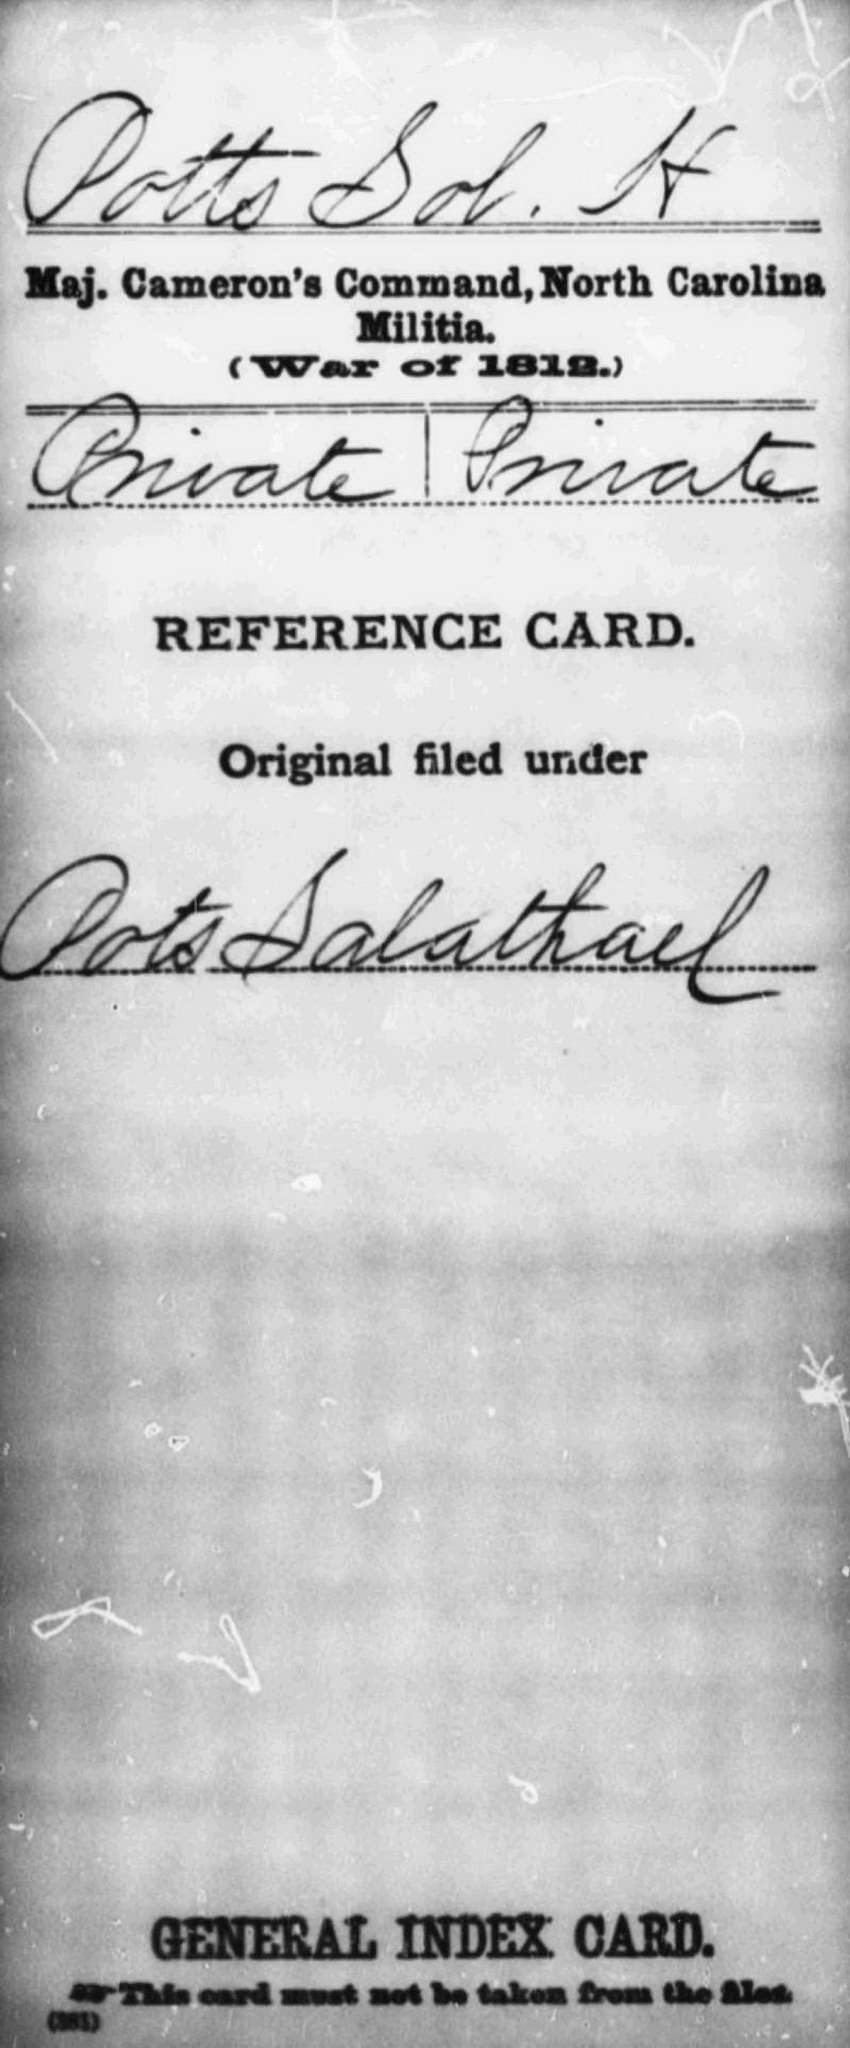 Potts Sol. H
Maj. Cameron's Command, North Carolina
Militia.
(War of 1812.)
Private | Private
REFERENCE CARD.
Original filed under
Pots Salathael
GENERAL INDEX CARD.
☞ This card must not be taken from the files.
(381)